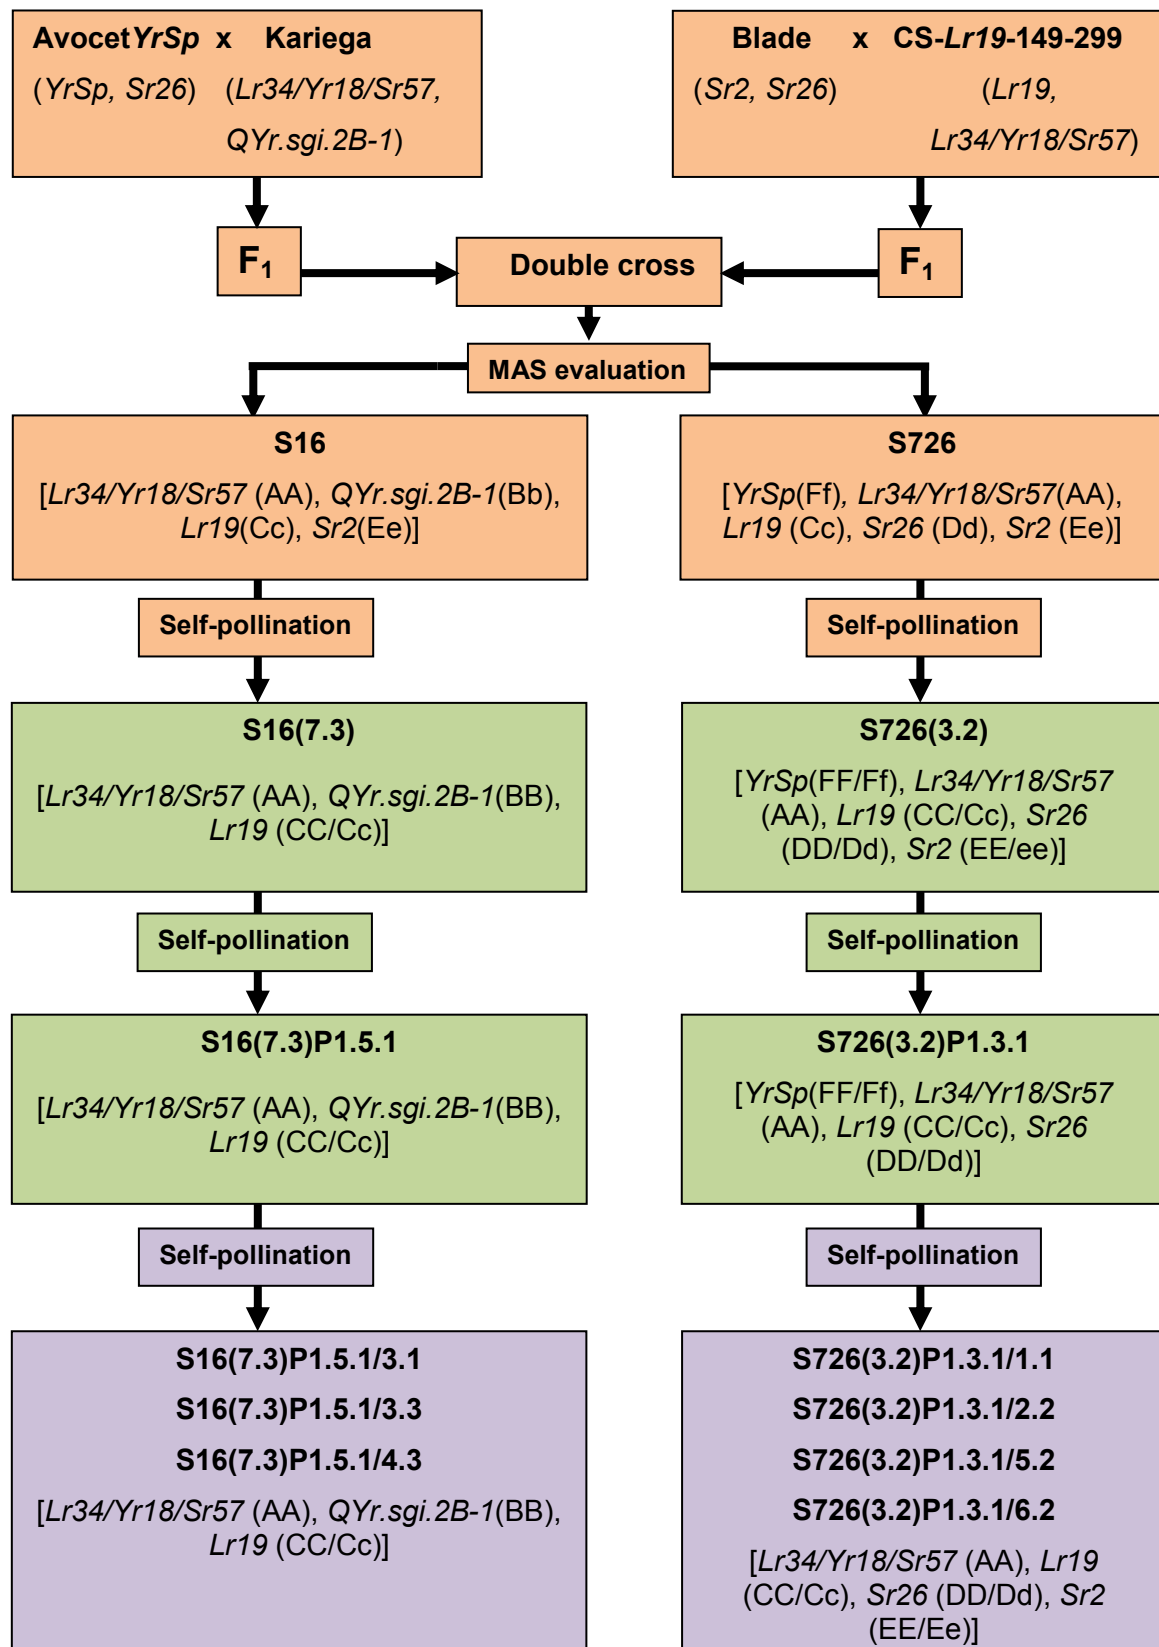 AvocetYrSp x Kariega
(YrSp, Sr26) (Lr34/Yr18/Sr57,
QYr.sgi.2B-1)
Blade x CS-Lr19-149-299
(Sr2, Sr26) (Lr19,
Lr34/Yr18/Sr57)
F₁
Double cross
F₁
MAS evaluation
S16
[Lr34/Yr18/Sr57 (AA), QYr.sgi.2B-1(Bb),
Lr19(Cc), Sr2(Ee)]
S726
[YrSp(Ff), Lr34/Yr18/Sr57(AA),
Lr19 (Cc), Sr26 (Dd), Sr2 (Ee)]
Self-pollination
Self-pollination
S16(7.3)
[Lr34/Yr18/Sr57 (AA), QYr.sgi.2B-1(BB),
Lr19 (CC/Cc)]
S726(3.2)
[YrSp(FF/Ff), Lr34/Yr18/Sr57
(AA), Lr19 (CC/Cc), Sr26
(DD/Dd), Sr2 (EE/ee)]
Self-pollination
Self-pollination
S16(7.3)P1.5.1
[Lr34/Yr18/Sr57 (AA), QYr.sgi.2B-1(BB),
Lr19 (CC/Cc)]
S726(3.2)P1.3.1
[YrSp(FF/Ff), Lr34/Yr18/Sr57
(AA), Lr19 (CC/Cc), Sr26
(DD/Dd)]
Self-pollination
Self-pollination
S16(7.3)P1.5.1/3.1
S16(7.3)P1.5.1/3.3
S16(7.3)P1.5.1/4.3
[Lr34/Yr18/Sr57 (AA), QYr.sgi.2B-1(BB),
Lr19 (CC/Cc)]
S726(3.2)P1.3.1/1.1
S726(3.2)P1.3.1/2.2
S726(3.2)P1.3.1/5.2
S726(3.2)P1.3.1/6.2
[Lr34/Yr18/Sr57 (AA), Lr19
(CC/Cc), Sr26 (DD/Dd), Sr2
(EE/Ee)]